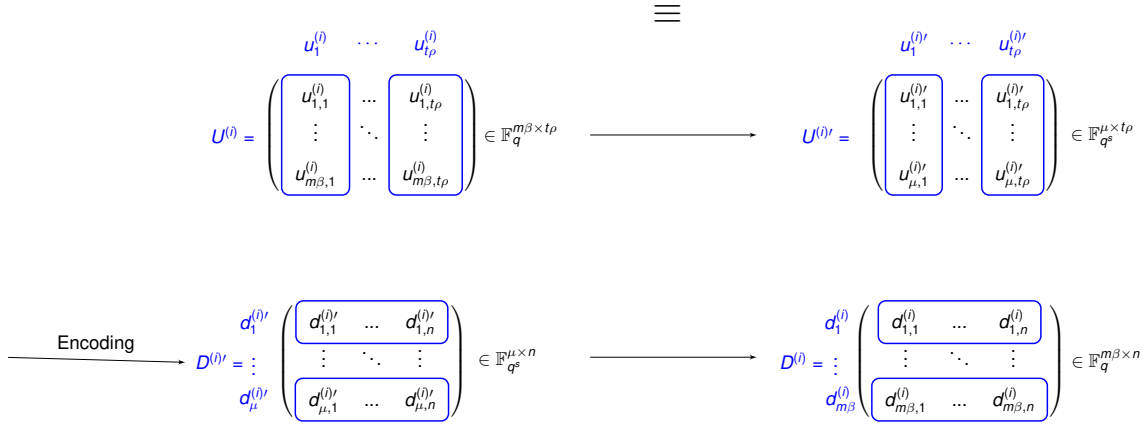 ≡
u_1^{(i)} ⋯ u_{tρ}^{(i)} u_1^{(i)′} ⋯ u_{tρ}^{(i)′}
u_{1,1}^{(i)} ... u_{1,tρ}^{(i)} u_{1,1}^{(i)′} ... u_{1,tρ}^{(i)′}
U^{(i)} = ( ⋮ ⋱ ⋮ ) ∈ 𝔽_q^{mβ×tρ} U^{(i)′} = ( ⋮ ⋱ ⋮ ) ∈ 𝔽_{q^s}^{μ×tρ}
u_{mβ,1}^{(i)} ... u_{mβ,tρ}^{(i)} u_{μ,1}^{(i)′} ... u_{μ,tρ}^{(i)′}
d_1^{(i)′} d_{1,1}^{(i)′} ... d_{1,n}^{(i)′} d_1^{(i)} d_{1,1}^{(i)} ... d_{1,n}^{(i)}
Encoding D^{(i)′} = ⋮ ( ⋮ ⋱ ⋮ ) ∈ 𝔽_{q^s}^{μ×n} D^{(i)} = ⋮ ( ⋮ ⋱ ⋮ ) ∈ 𝔽_q^{mβ×n}
d_μ^{(i)′} d_{μ,1}^{(i)′} ... d_{μ,n}^{(i)′} d_{mβ}^{(i)} d_{mβ,1}^{(i)} ... d_{mβ,n}^{(i)}